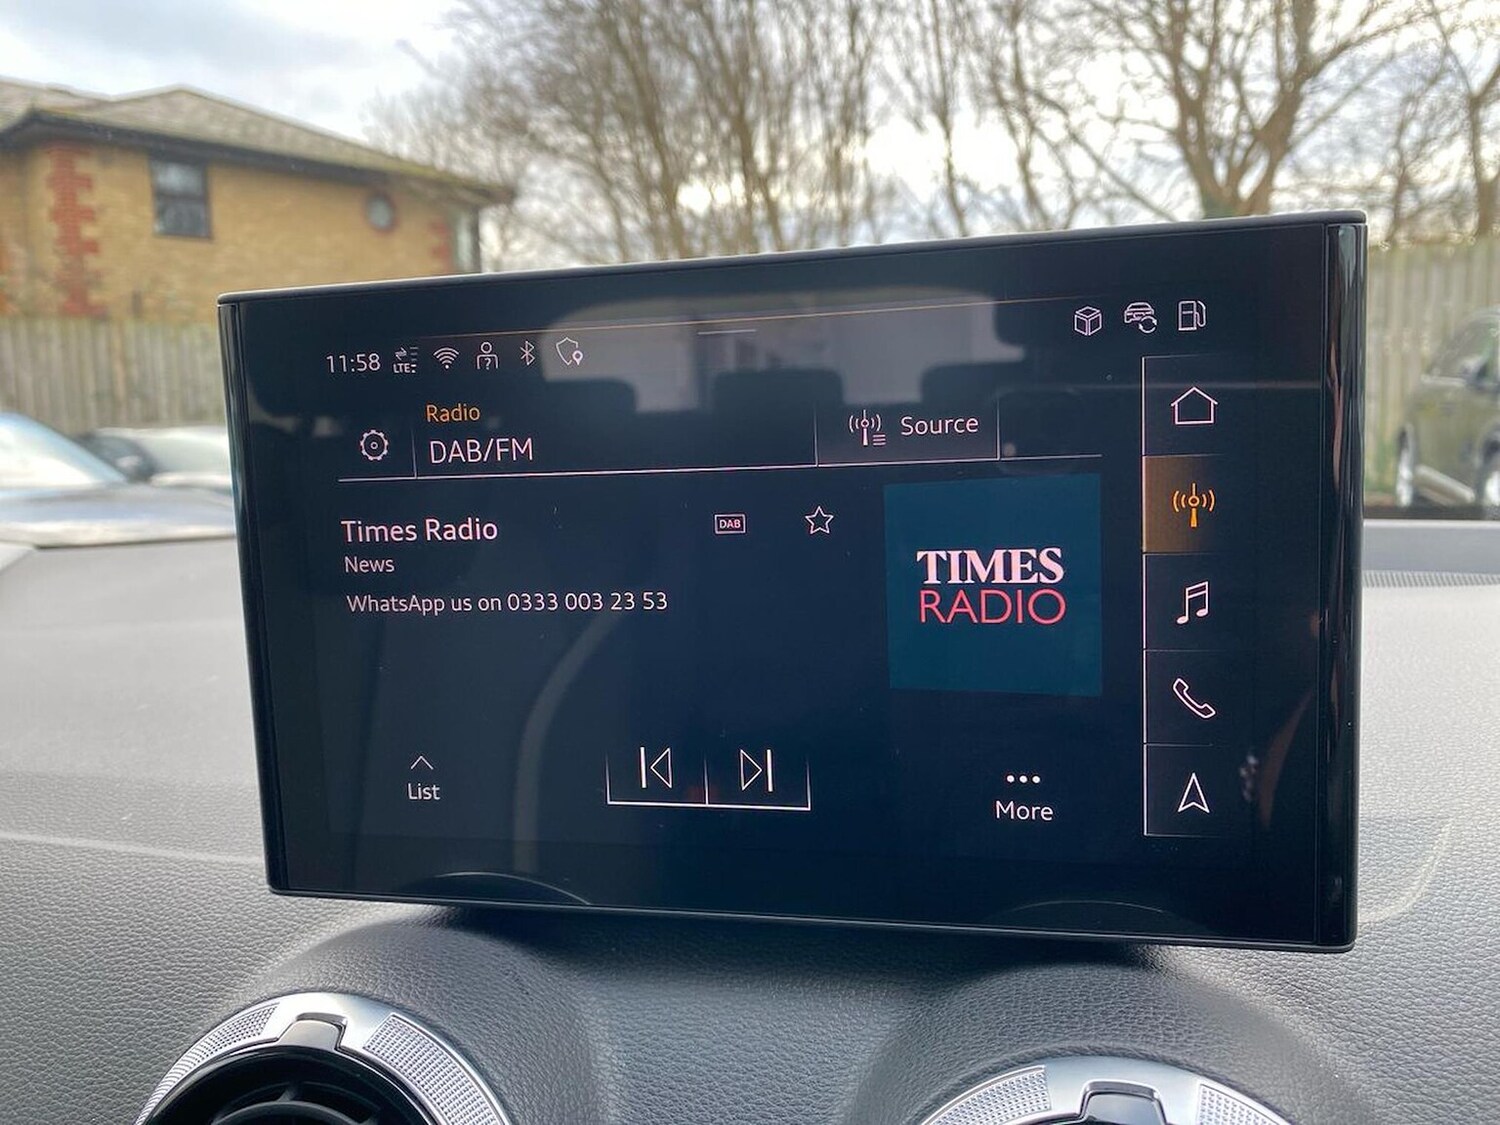 11:58
LTE
?
Radio
DAB/FM
Source
Times Radio
DAB
News
WhatsApp us on 0333 003 23 53
TIMES
RADIO
List
More